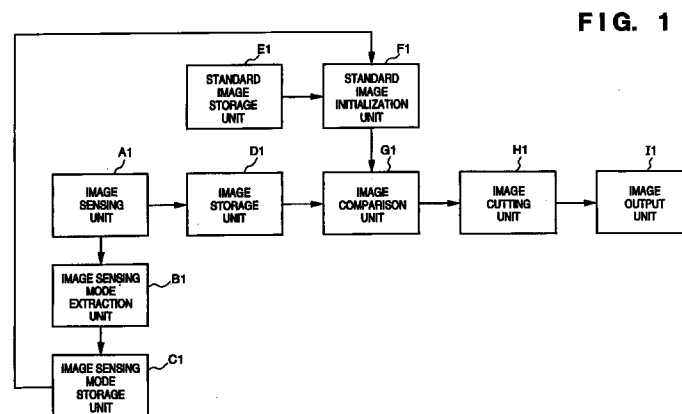 FIG. 1
E1
F1
STANDARD
IMAGE
STORAGE
UNIT
STANDARD
IMAGE
INITIALIZATION
UNIT
A1
D1
G1
H1
I1
IMAGE
SENSING
UNIT
IMAGE
STORAGE
UNIT
IMAGE
COMPARISON
UNIT
IMAGE
CUTTING
UNIT
IMAGE
OUTPUT
UNIT
IMAGE SENSING
MODE
EXTRACTION
UNIT
B1
IMAGE SENSING
MODE
STORAGE
UNIT
C1